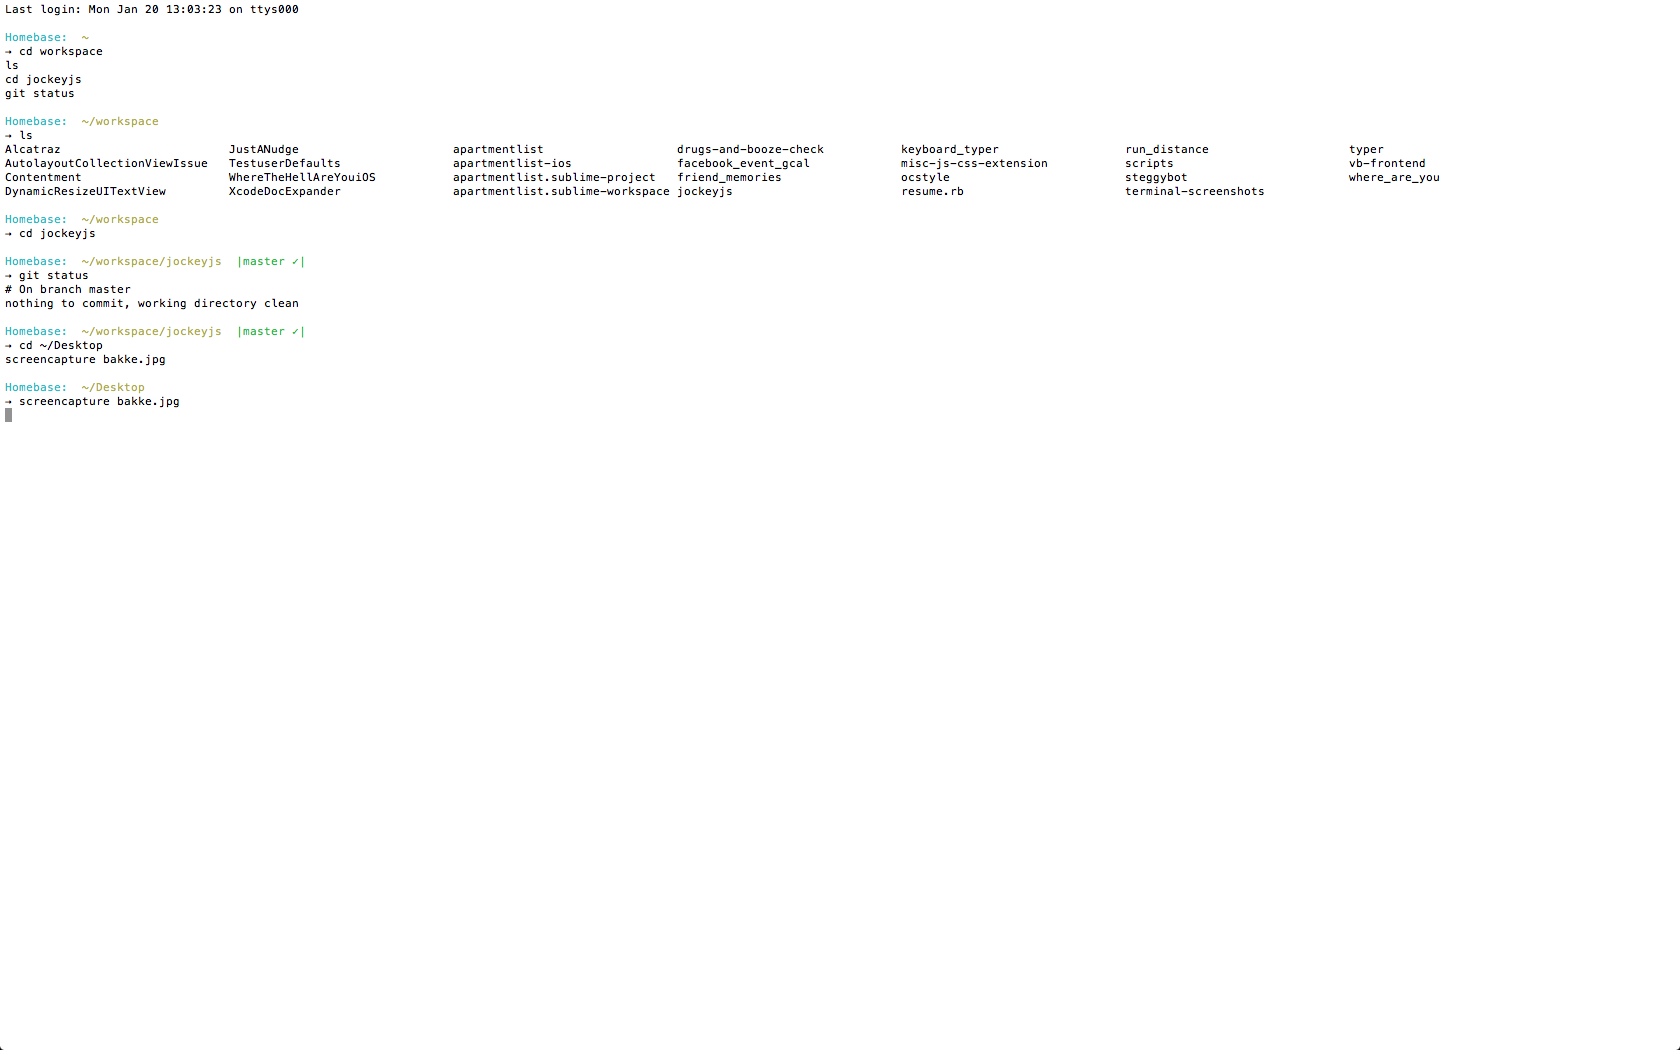 Last login: Mon Jan 20 13:03:23 on ttys000
Homebase:  ~
→ cd workspace
ls
cd jockeyjs
git status
Homebase:  ~/workspace
→ ls
Alcatraz                        JustANudge                      apartmentlist                   drugs-and-booze-check           keyboard_typer                  run_distance                    typer
AutolayoutCollectionViewIssue   TestuserDefaults                apartmentlist-ios               facebook_event_gcal             misc-js-css-extension           scripts                         vb-frontend
Contentment                     WhereTheHellAreYouiOS           apartmentlist.sublime-project   friend_memories                 ocstyle                         steggybot                       where_are_you
DynamicResizeUITextView         XcodeDocExpander                apartmentlist.sublime-workspace jockeyjs                        resume.rb                       terminal-screenshots
Homebase:  ~/workspace
→ cd jockeyjs
Homebase:  ~/workspace/jockeyjs  |master ✓|
→ git status
# On branch master
nothing to commit, working directory clean
Homebase:  ~/workspace/jockeyjs  |master ✓|
→ cd ~/Desktop
screencapture bakke.jpg
Homebase:  ~/Desktop
→ screencapture bakke.jpg